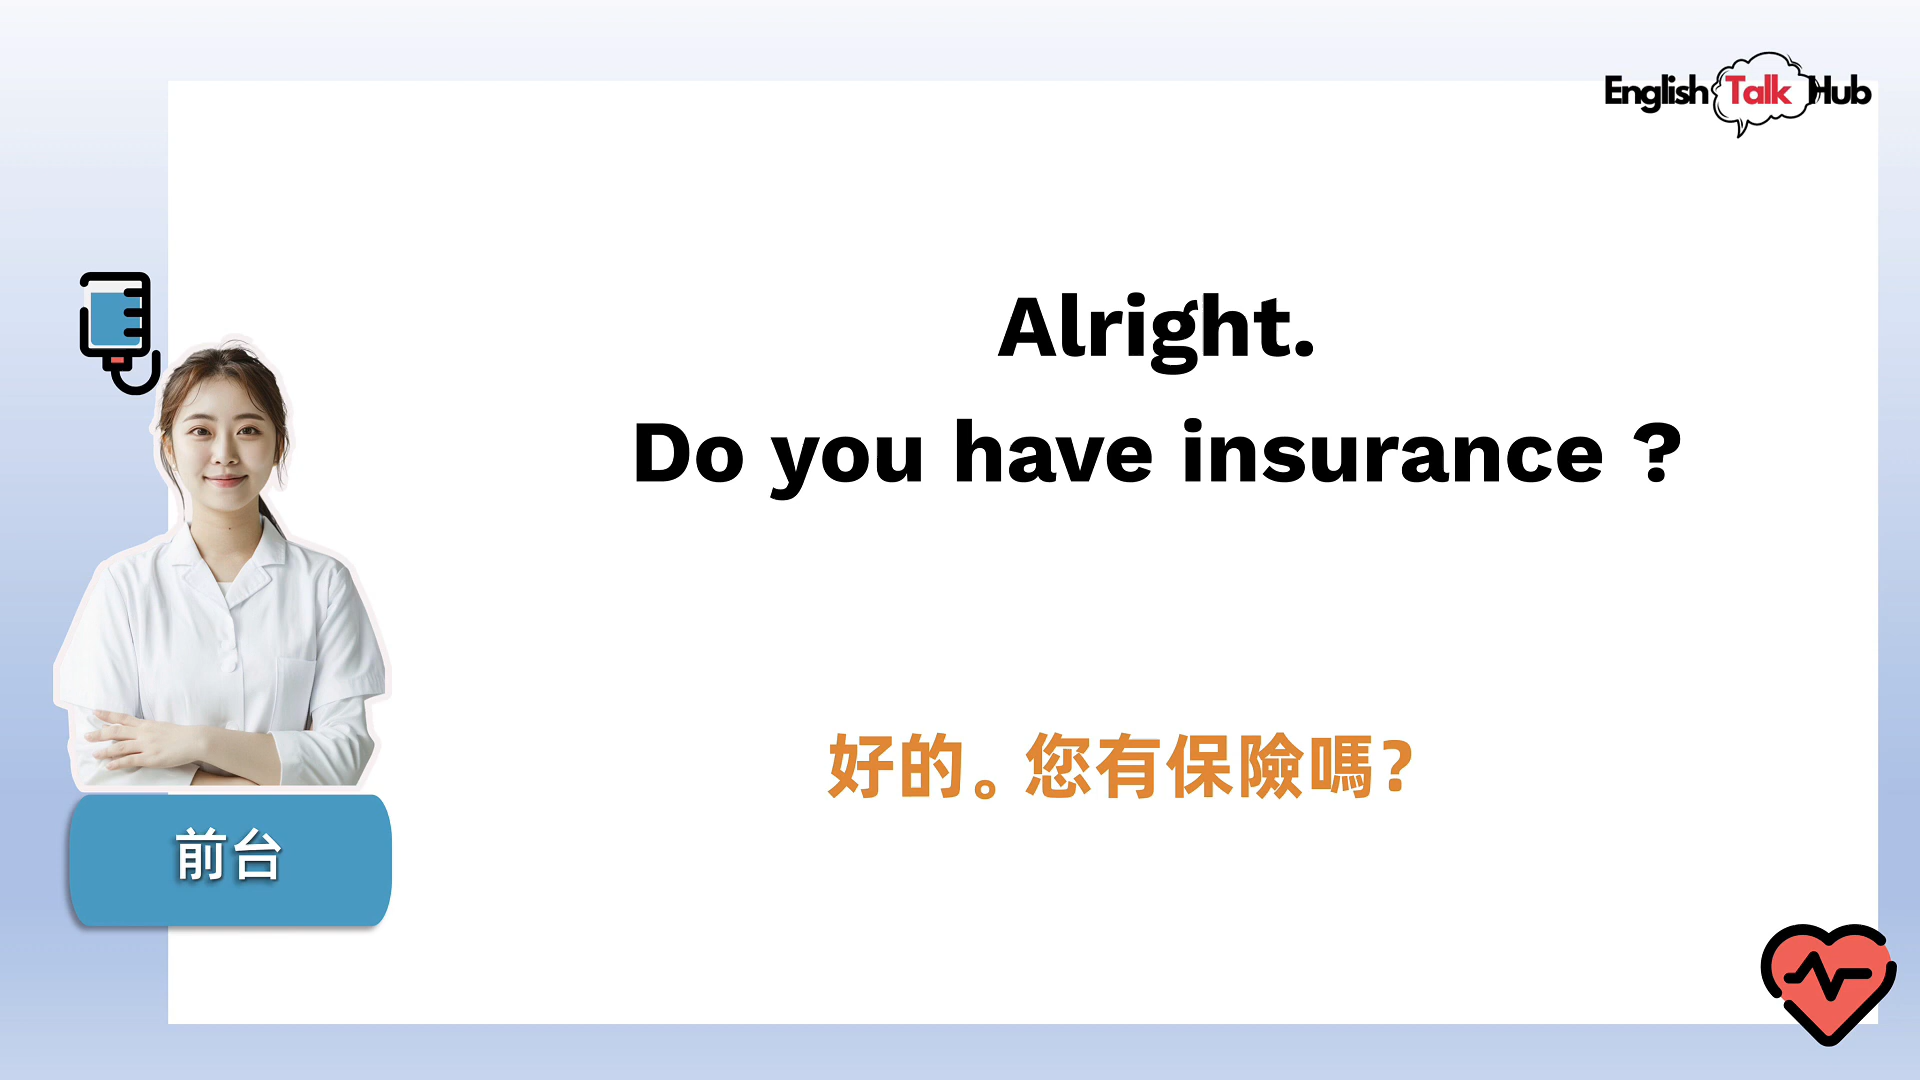 English Talk Hub
Alright.
Do you have insurance ?
好的。您有保險嗎?
前台